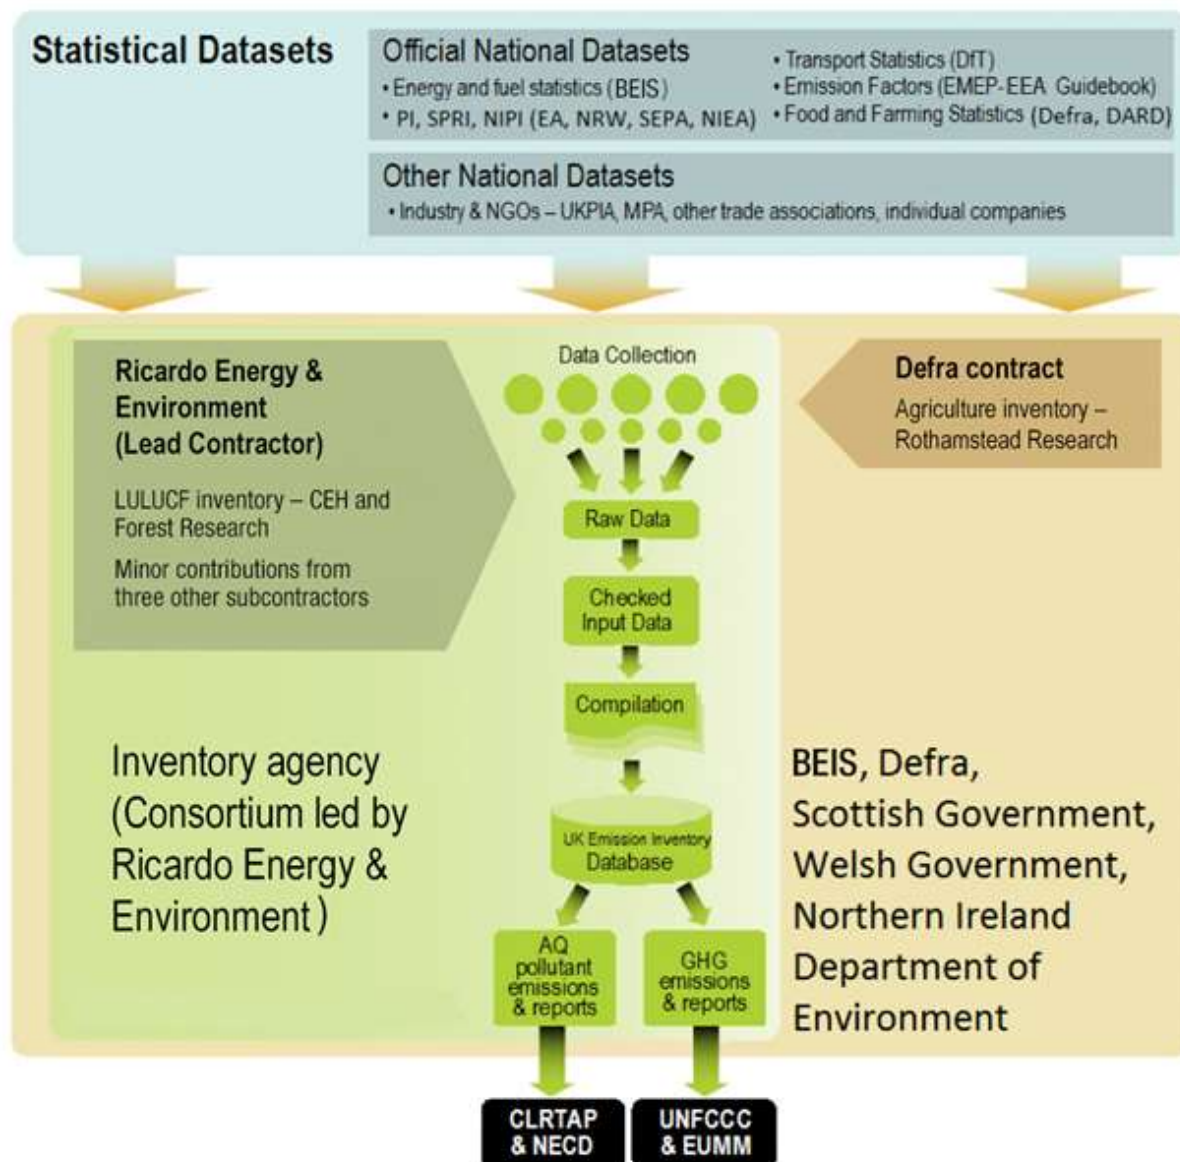 Statistical Datasets
Official National Datasets
• Energy and fuel statistics (BEIS)
• PI, SPRI, NIPI (EA, NRW, SEPA, NIEA)
• Transport Statistics (DfT)
• Emission Factors (EMEP-EEA Guidebook)
• Food and Farming Statistics (Defra, DARD)
Other National Datasets
• Industry & NGOs – UKPIA, MPA, other trade associations, individual companies
Ricardo Energy &
Environment
(Lead Contractor)
LULUCF inventory – CEH and
Forest Research
Minor contributions from
three other subcontractors
Data Collection
Raw Data
Checked
Input Data
Compilation
UK Emission Inventory
Database
AQ
pollutant
emissions
& reports
GHG
emissions
& reports
CLRTAP
& NECD
UNFCCC
& EUMM
Defra contract
Agriculture inventory –
Rothamstead Research
Inventory agency
(Consortium led by
Ricardo Energy &
Environment)
BEIS, Defra,
Scottish Government,
Welsh Government,
Northern Ireland
Department of
Environment